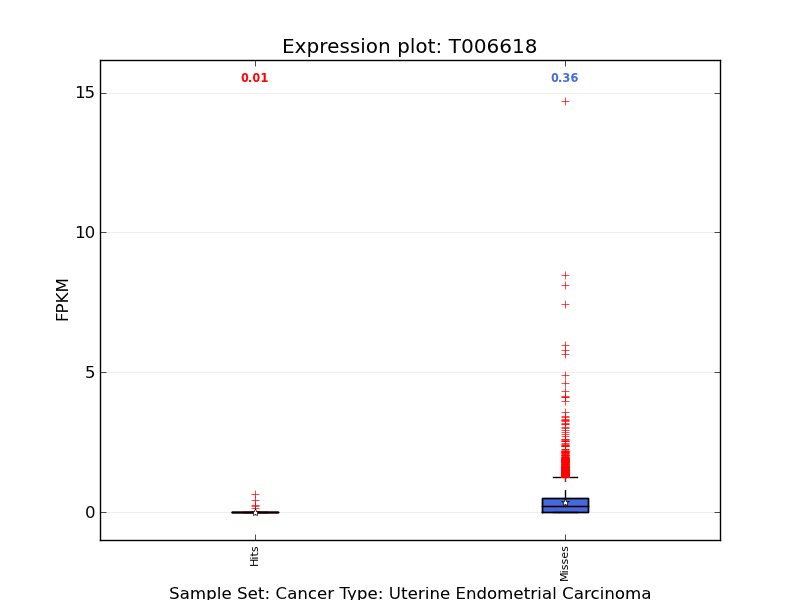 Expression plot: T006618
0.01 0.36
15
10
5
0
FPKM
Hits
Misses
Sample Set: Cancer Type: Uterine Endometrial Carcinoma